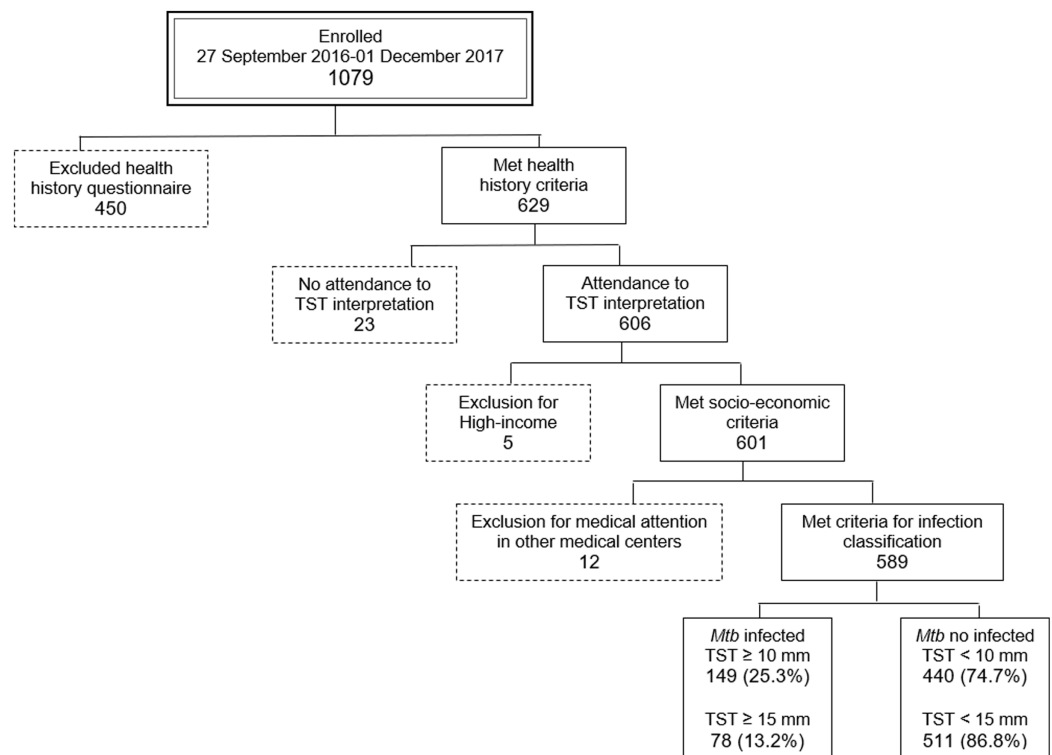 Enrolled
27 September 2016-01 December 2017
1079
Excluded health
history questionnaire
450
Met health
history criteria
629
No attendance to
TST interpretation
23
Attendance to
TST interpretation
606
Exclusion for
High-income
5
Met socio-economic
criteria
601
Exclusion for medical attention
in other medical centers
12
Met criteria for infection
classification
589
Mtb infected
TST ≥ 10 mm
149 (25.3%)
TST ≥ 15 mm
78 (13.2%)
Mtb no infected
TST < 10 mm
440 (74.7%)
TST < 15 mm
511 (86.8%)